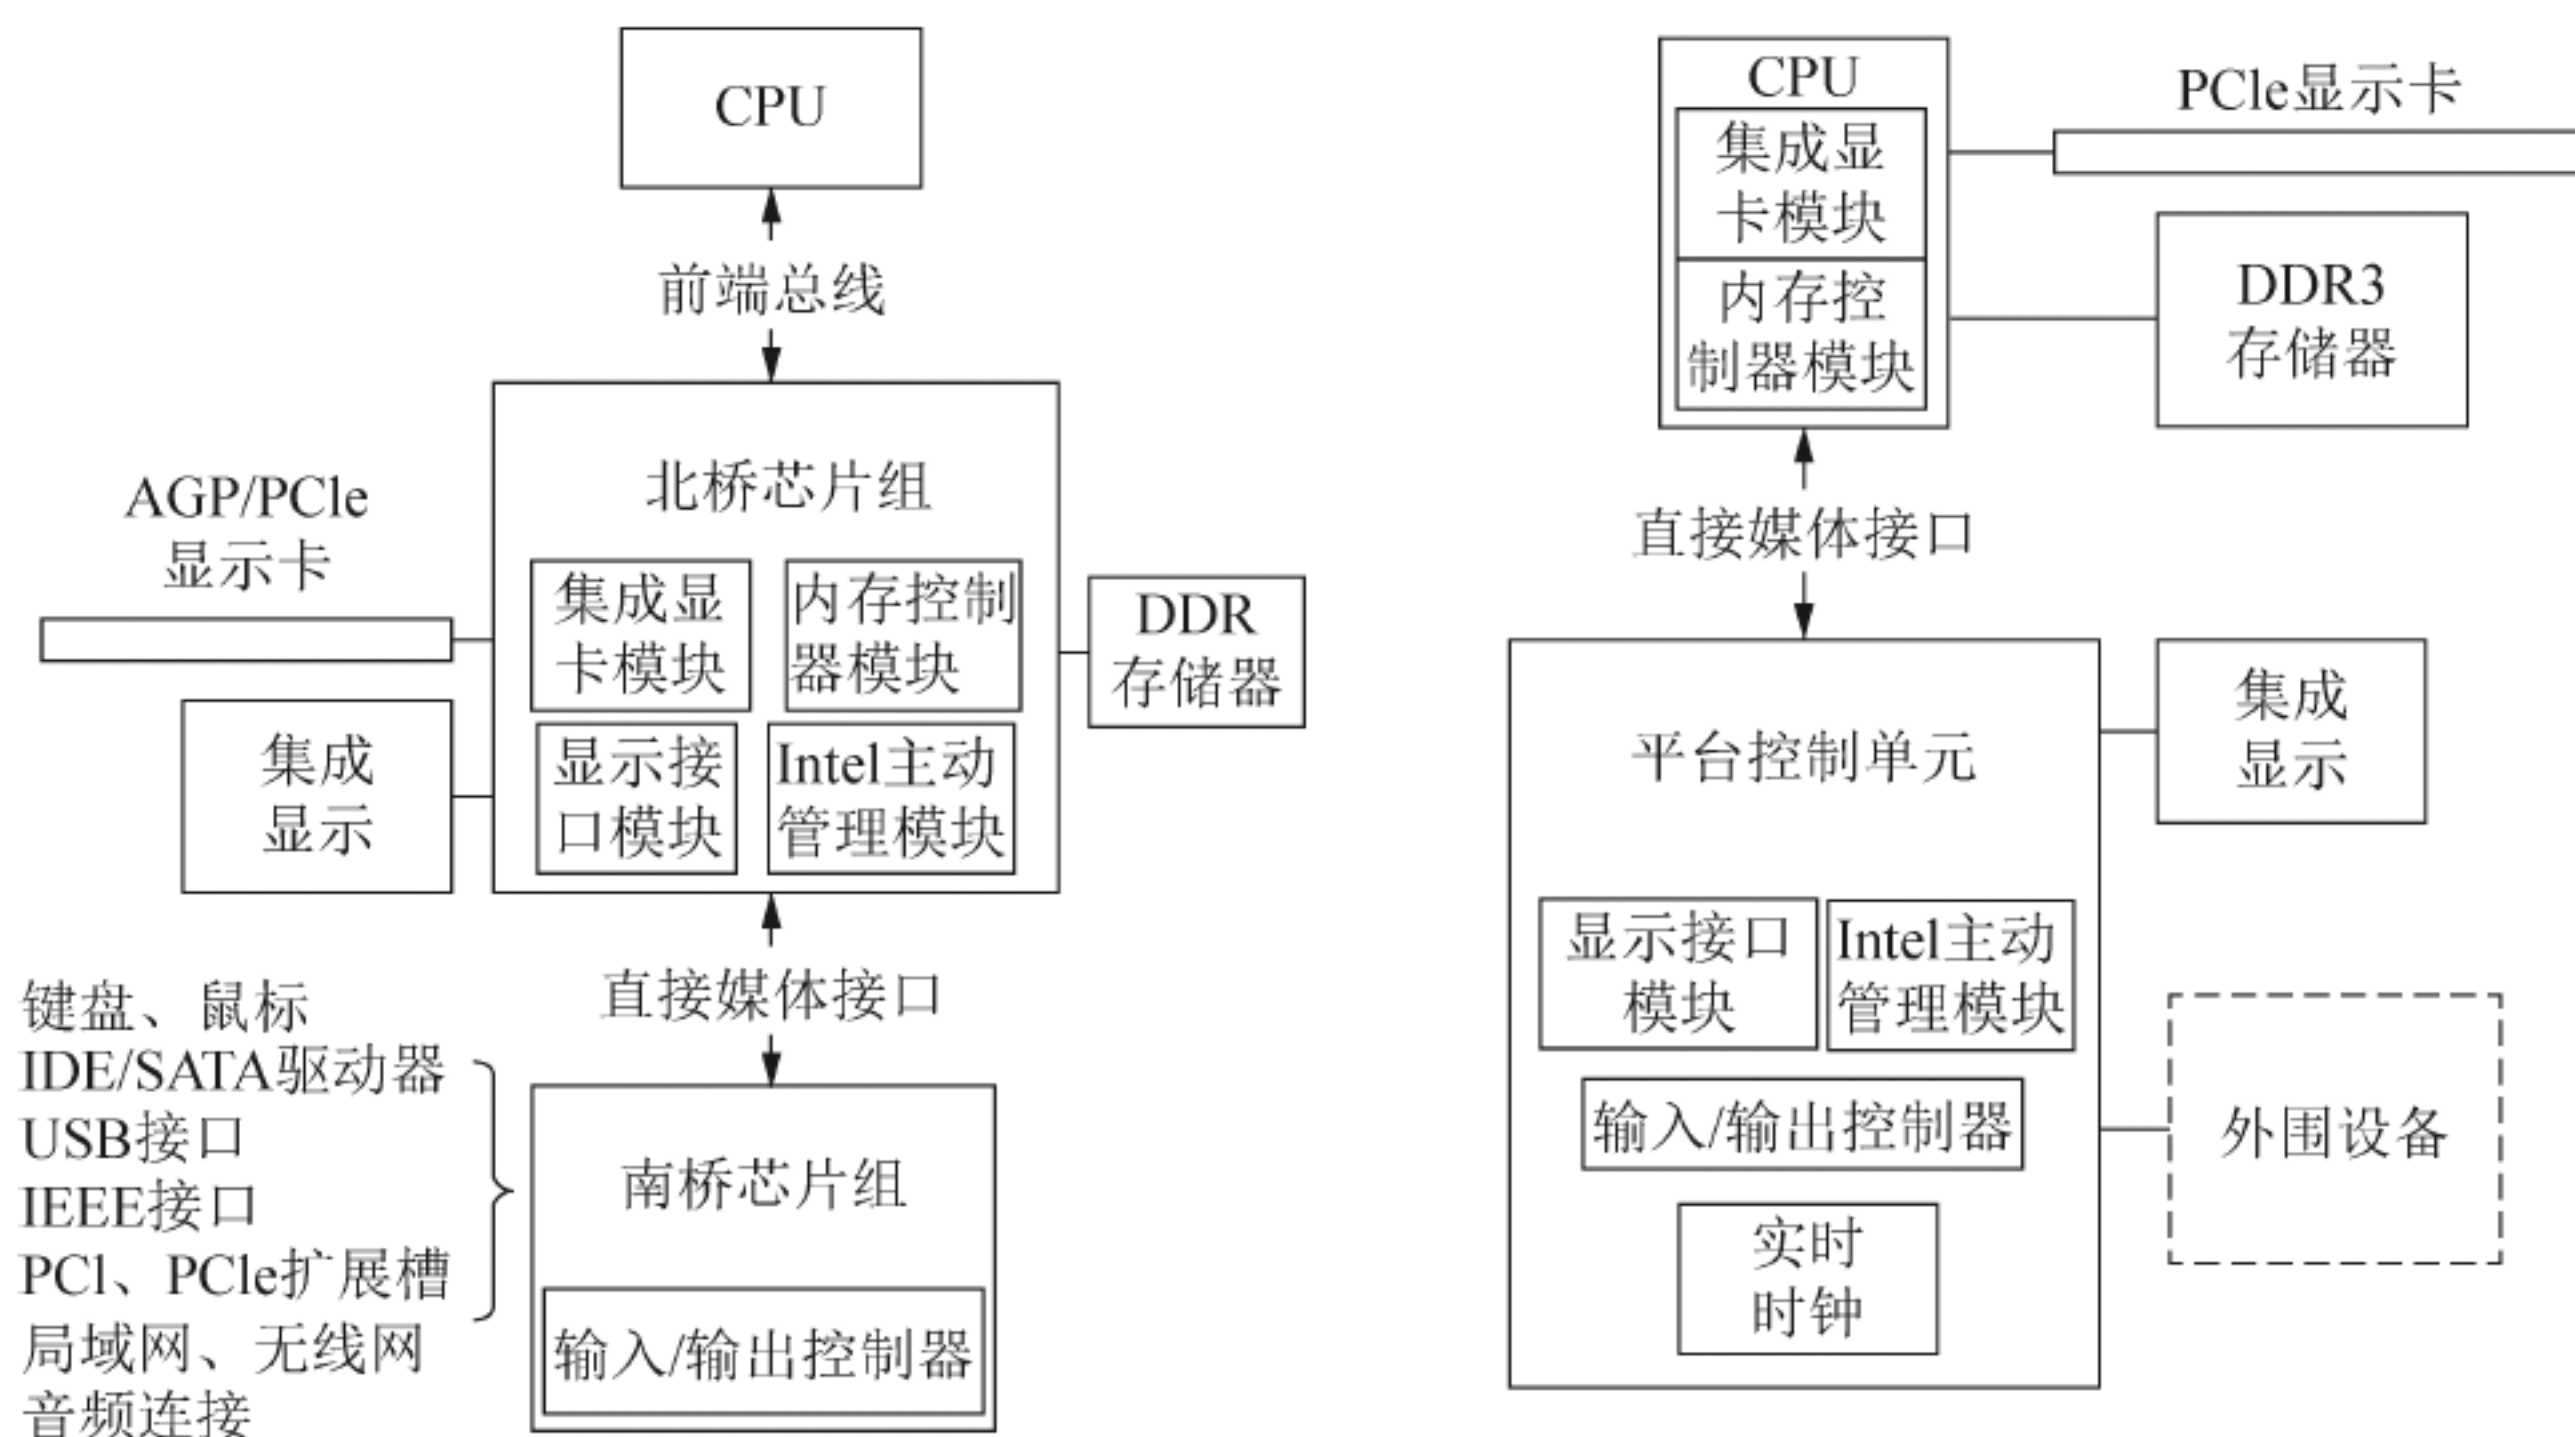 CPU
前端总线
北桥芯片组
AGP/PCle
显示卡
集成显
卡模块
内存控制
器模块
DDR
存储器
集成
显示
显示接
口模块
Intel主动
管理模块
直接媒体接口
键盘、鼠标
IDE/SATA驱动器
USB接口
IEEE接口
PCl、PCle扩展槽
局域网、无线网
音频连接
南桥芯片组
输入/输出控制器
CPU
集成显
卡模块
内存控
制器模块
PCle显示卡
DDR3
存储器
直接媒体接口
平台控制单元
集成
显示
显示接口
模块
Intel主动
管理模块
输入/输出控制器
外围设备
实时
时钟